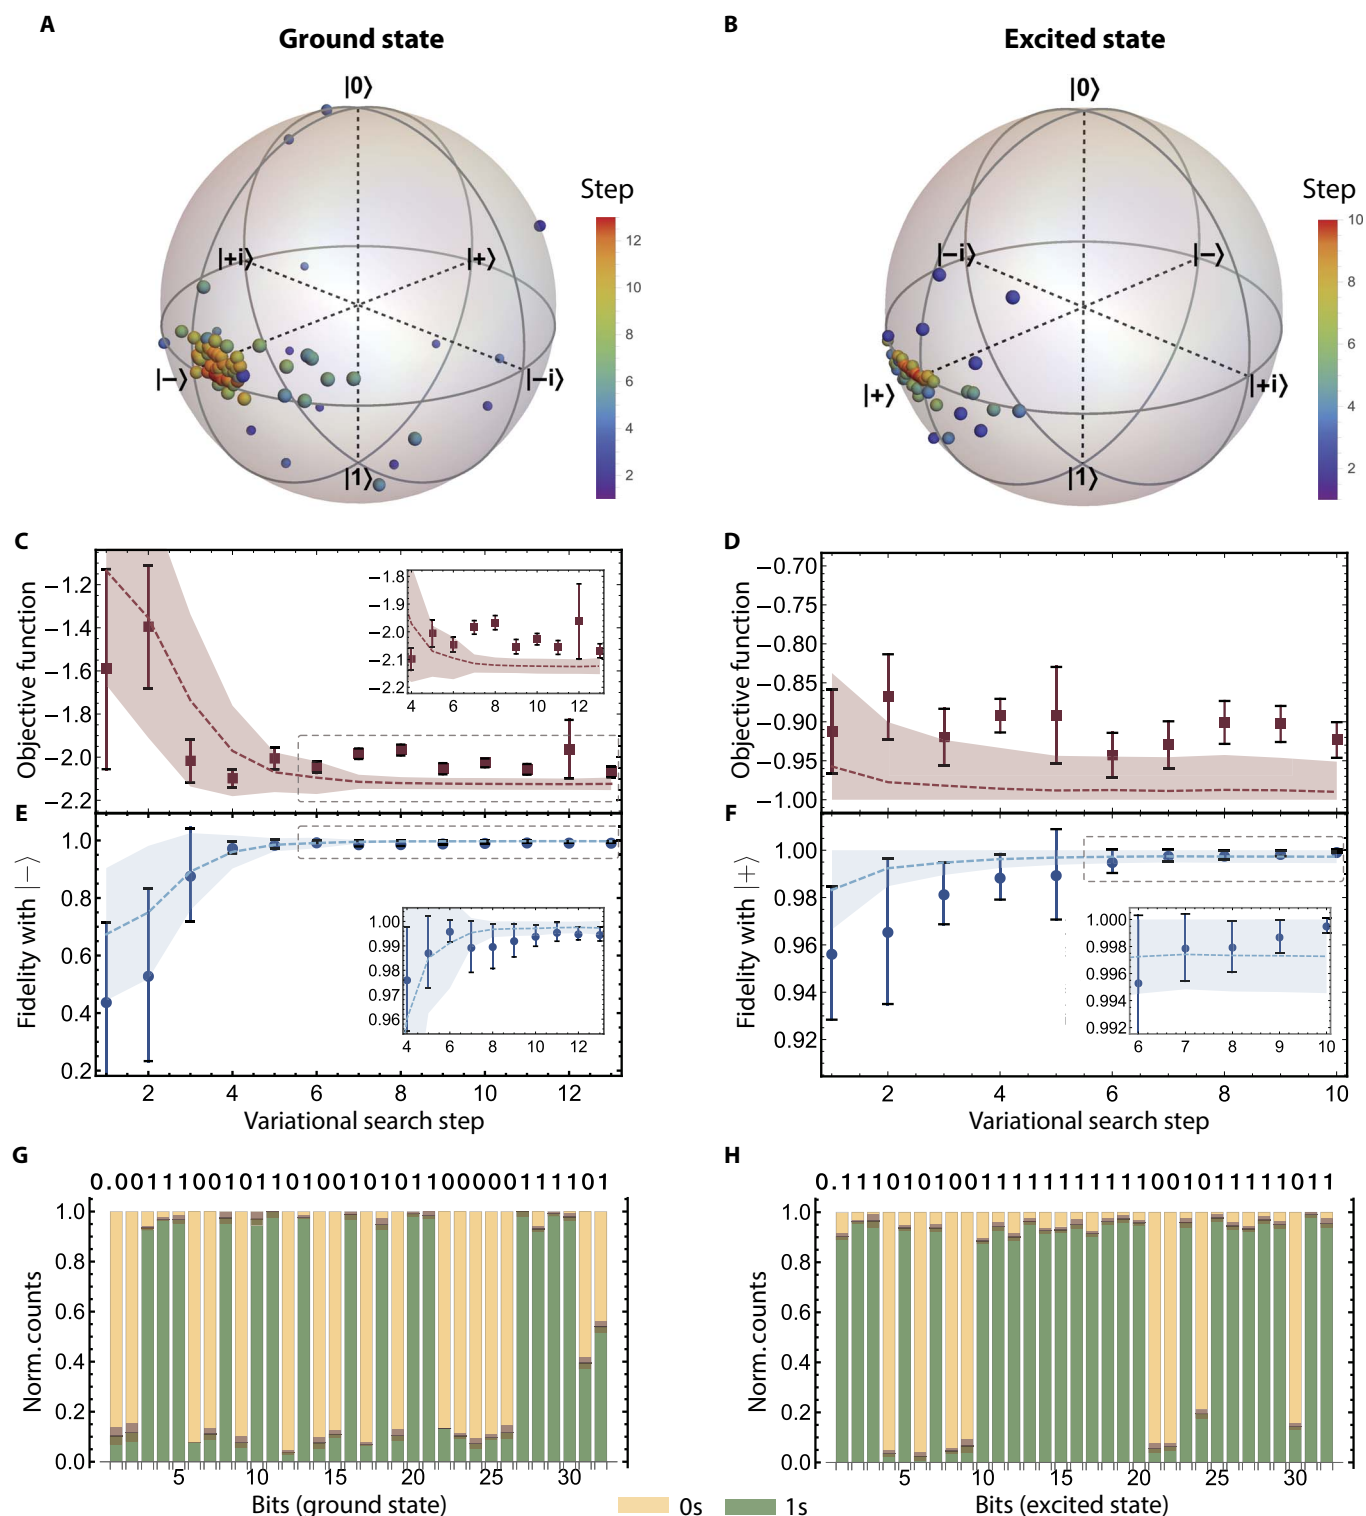 A
Ground state
|0⟩
|+i⟩
|+⟩
|−⟩
|−i⟩
|1⟩
Step
12
10
8
6
4
2
B
Excited state
|0⟩
|−i⟩
|−⟩
|+⟩
|+i⟩
|1⟩
Step
10
8
6
4
2
C
Objective function
−1.2
−1.4
−1.6
−1.8
−2.0
−2.2
−1.8
−1.9
−2.0
−2.1
−2.2
4 6 8 10 12
D
Objective function
−0.70
−0.75
−0.80
−0.85
−0.90
−0.95
−1.00
E
Fidelity with |−⟩
1.0
0.8
0.6
0.4
0.2
1.00
0.99
0.98
0.97
0.96
4 6 8 10 12
2 4 6 8 10 12
Variational search step
F
Fidelity with |+⟩
1.00
0.98
0.96
0.94
0.92
1.000
0.998
0.996
0.994
0.992
6 7 8 9 10
2 4 6 8 10
Variational search step
G
0.00111001011010010101100000111101
Norm. counts
1.0
0.8
0.6
0.4
0.2
0.0
5 10 15 20 25 30
Bits (ground state)
H
0.11101010011111111111001011111011
Norm. counts
1.0
0.8
0.6
0.4
0.2
0.0
5 10 15 20 25 30
Bits (excited state)
0s 1s